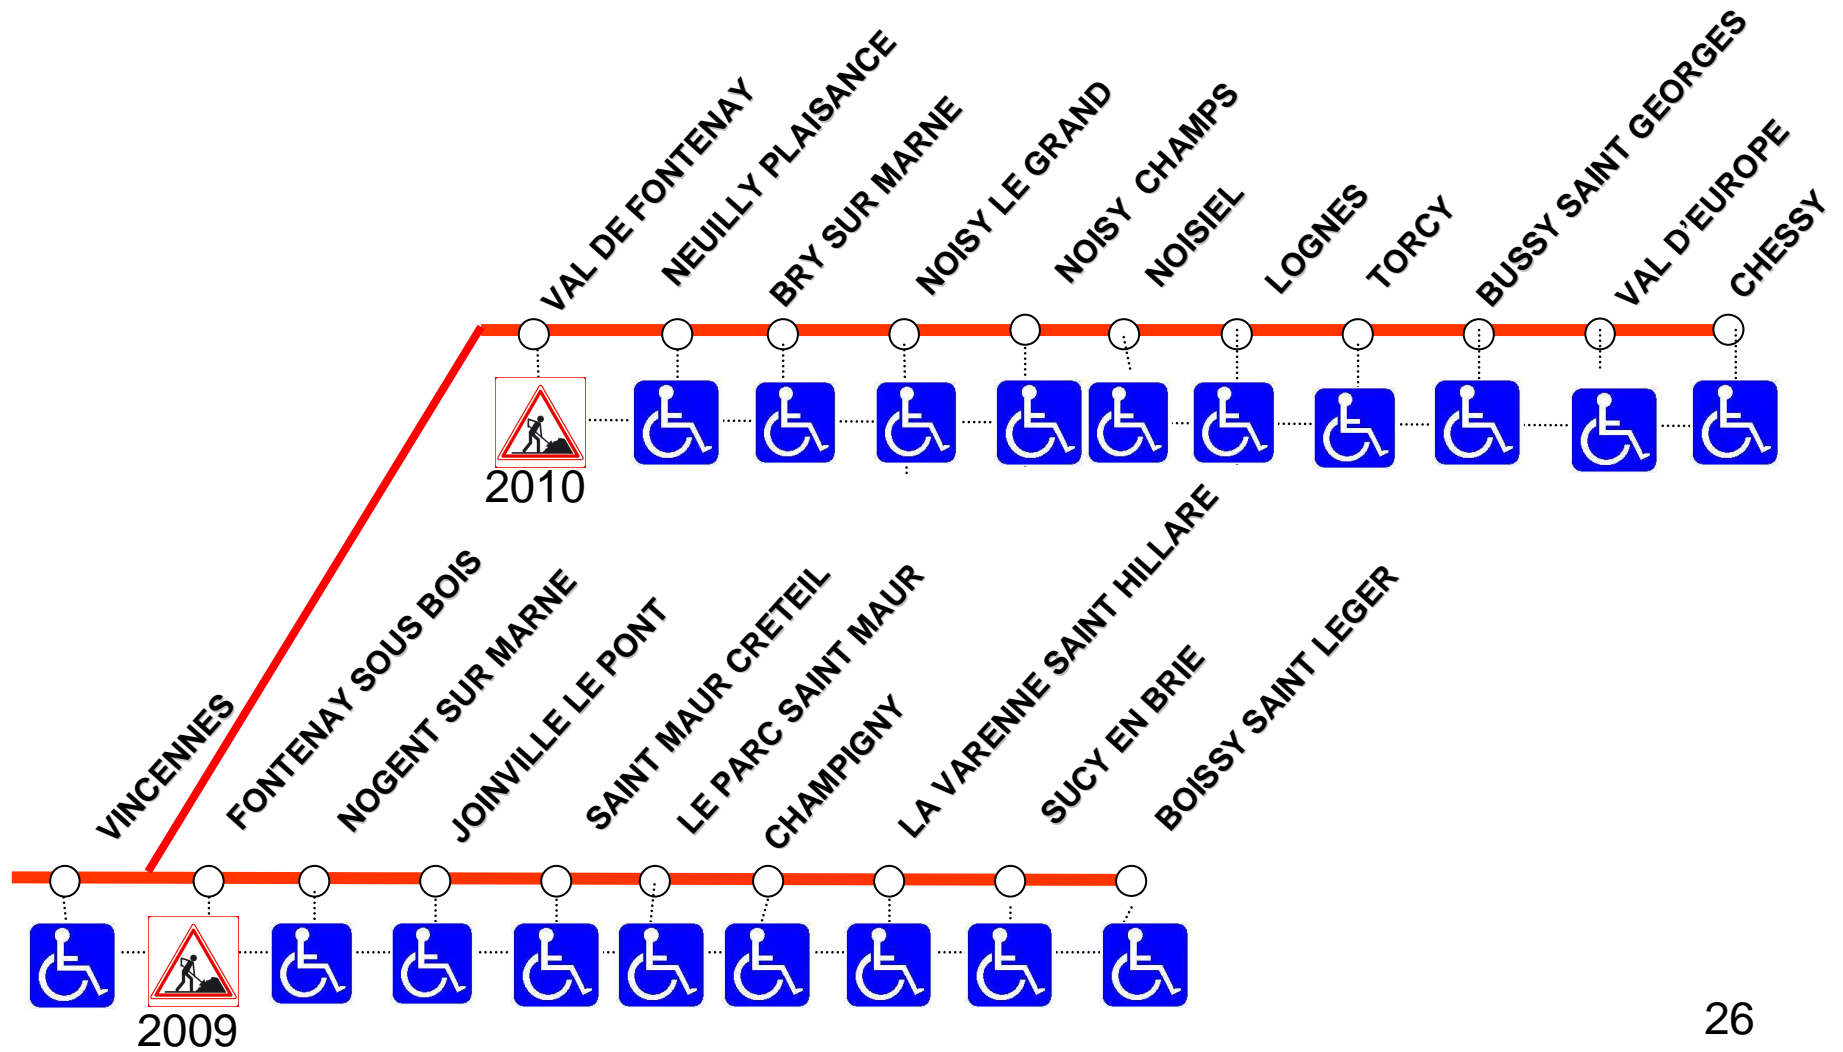 VAL DE FONTENAY
NEUILLY PLAISANCE
BRY SUR MARNE
NOISY LE GRAND
NOISY  CHAMPS
NOISIEL
LOGNES
TORCY
BUSSY SAINT GEORGES
VAL D'EUROPE
CHESSY
2010
VINCENNES
FONTENAY SOUS BOIS
NOGENT SUR MARNE
JOINVILLE LE PONT
SAINT MAUR CRETEIL
LE PARC SAINT MAUR
CHAMPIGNY
LA VARENNE SAINT HILLARE
SUCY EN BRIE
BOISSY SAINT LEGER
2009
26